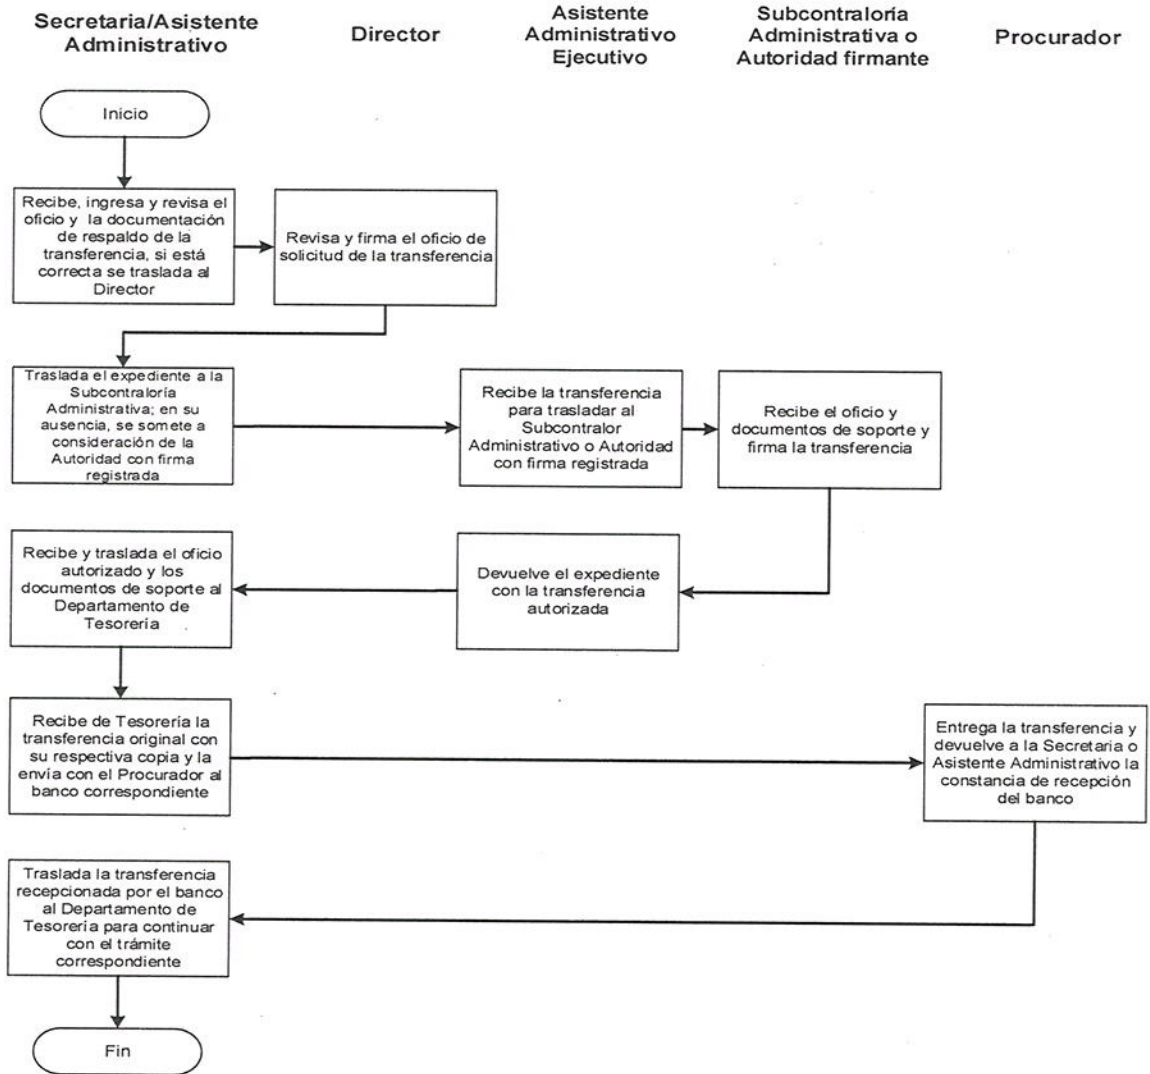 Secretaria/Asistente
Administrativo
Director
Asistente
Administrativo
Ejecutivo
Subcontraloría
Administrativa o
Autoridad firmante
Procurador
Inicio
Recibe, ingresa y revisa el
oficio y la documentación
de respaldo de la
transferencia, si está
correcta se traslada al
Director
Revisa y firma el oficio de
solicitud de la transferencia
Traslada el expediente a la
Subcontraloría
Administrativa; en su
ausencia, se somete a
consideración de la
Autoridad con firma
registrada
Recibe la transferencia
para trasladar al
Subcontralor
Administrativo o Autoridad
con firma registrada
Recibe el oficio y
documentos de soporte y
firma la transferencia
Recibe y traslada el oficio
autorizado y los
documentos de soporte al
Departamento de
Tesorería
Devuelve el expediente
con la transferencia
autorizada
Recibe de Tesorería la
transferencia original con
su respectiva copia y la
envía con el Procurador al
banco correspondiente
Entrega la transferencia y
devuelve a la Secretaria o
Asistente Administrativo la
constancia de recepción
del banco
Traslada la transferencia
recepcionada por el banco
al Departamento de
Tesorería para continuar
con el trámite
correspondiente
Fin